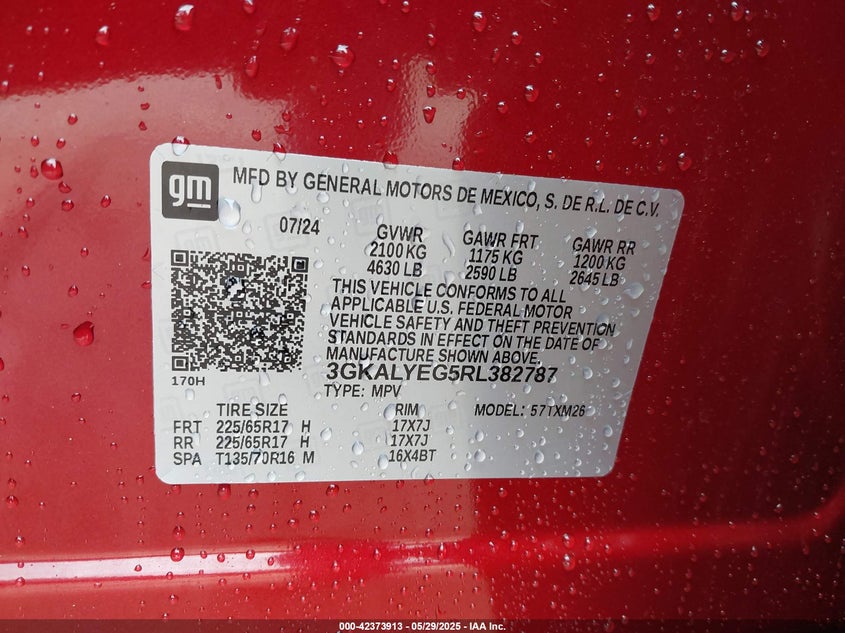 gm
MFD BY GENERAL MOTORS DE MEXICO, S. DE R.L. DE C.V.
07/24 GVWR GAWR FRT GAWR RR
2100 KG 1175 KG 1200 KG
4630 LB 2590 LB 2645 LB
THIS VEHICLE CONFORMS TO ALL
APPLICABLE U.S. FEDERAL MOTOR
VEHICLE SAFETY AND THEFT PREVENTION
STANDARDS IN EFFECT ON THE DATE OF
MANUFACTURE SHOWN ABOVE.
170H
3GKALYEG5RL382787
TYPE: MPV MODEL: 57TXM26
TIRE SIZE RIM
FRT 225/65R17 H 17X7J
RR 225/65R17 H 17X7J
SPA T135/70R16 M 16X4BT
000-42373913 - 05/29/2025 - IAA Inc.